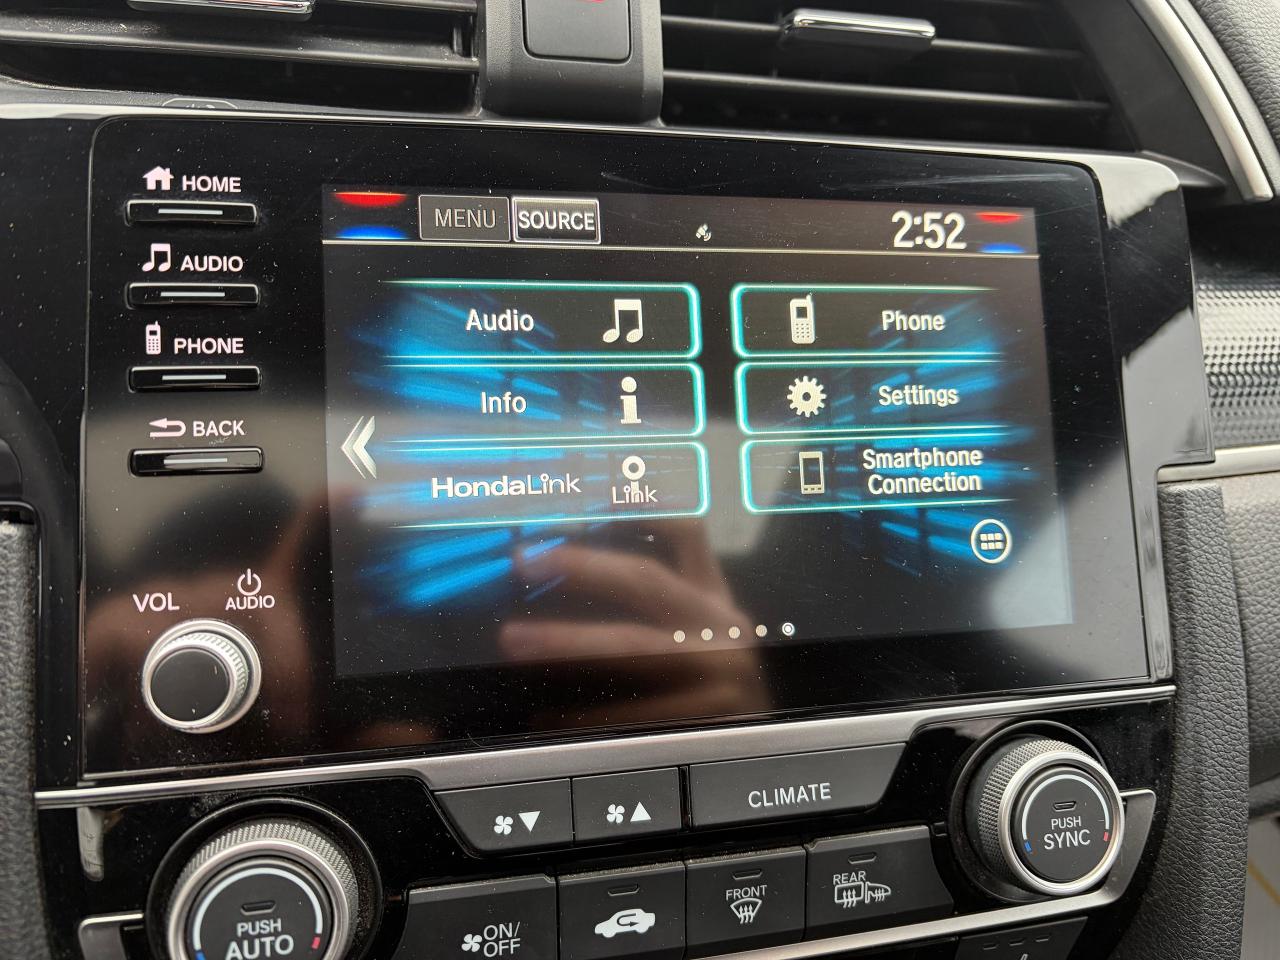 HOME
AUDIO
PHONE
BACK
VOL
AUDIO
MENU
SOURCE
2:52
Audio
Phone
Info
Settings
HondaLink
Link
Smartphone
Connection
CLIMATE
PUSH
SYNC
PUSH
AUTO
ON/
OFF
FRONT
REAR